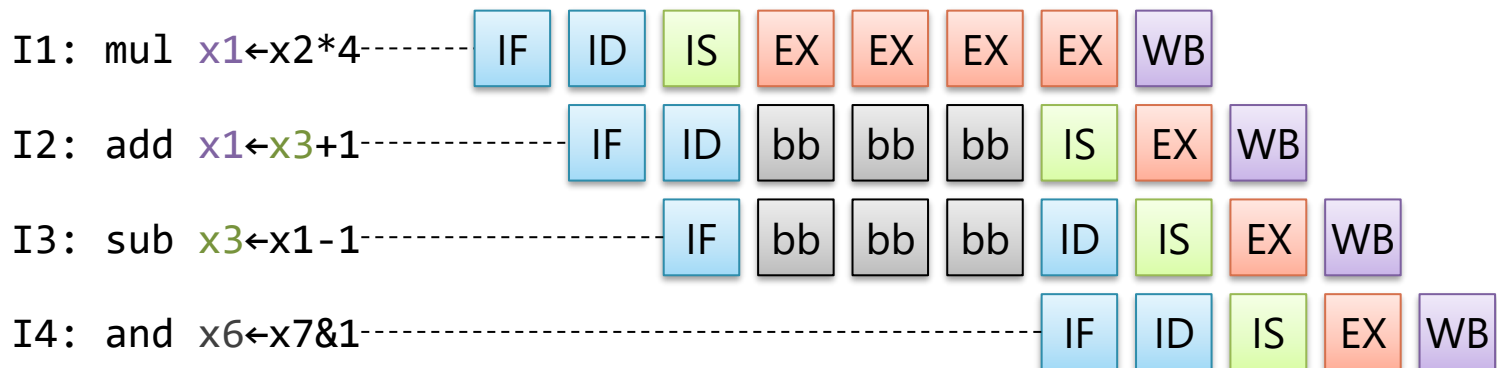 I1: mul x1←x2*4 IF ID IS EX EX EX EX WB
I2: add x1←x3+1 IF ID bb bb bb IS EX WB
I3: sub x3←x1-1 IF bb bb bb ID IS EX WB
I4: and x6←x7&1 IF ID IS EX WB